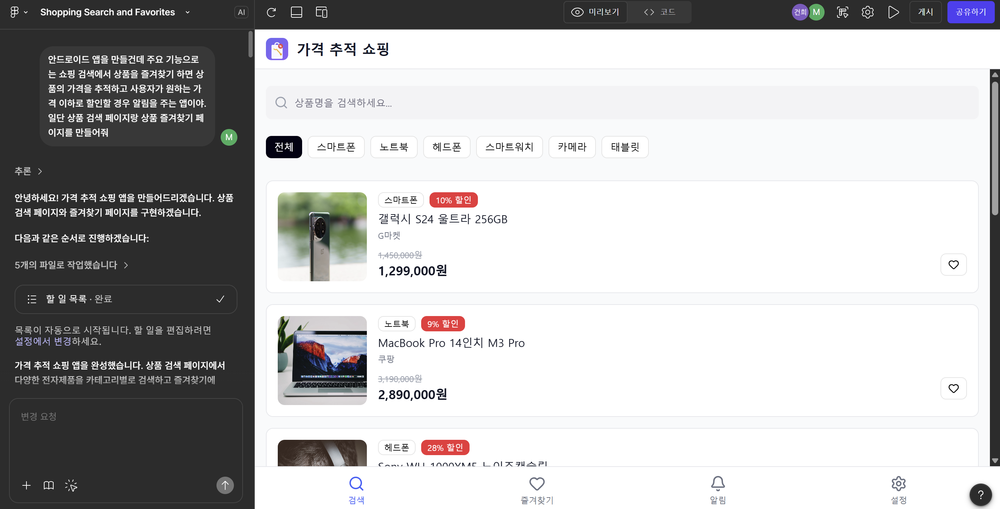 Shopping Search and Favorites
AI
미리보기
코드
건희
M
게시
공유하기
안드로이드 앱을 만들건데 주요 기능으로
는 쇼핑 검색에서 상품을 즐겨찾기 하면 상
품의 가격을 추적하고 사용자가 원하는 가
격 이하로 할인할 경우 알림을 주는 앱이야.
일단 상품 검색 페이지랑 상품 즐겨찾기 페
이지를 만들어줘
M
추론
안녕하세요! 가격 추적 쇼핑 앱을 만들어드리겠습니다. 상품
검색 페이지와 즐겨찾기 페이지를 구현하겠습니다.
다음과 같은 순서로 진행하겠습니다:
5개의 파일로 작업했습니다
할 일 목록 · 완료
목록이 자동으로 시작됩니다. 할 일을 편집하려면
설정에서 변경하세요.
가격 추적 쇼핑 앱을 완성했습니다. 상품 검색 페이지에서
다양한 전자제품을 카테고리별로 검색하고 즐겨찾기에
변경 요청
가격 추적 쇼핑
상품명을 검색하세요...
전체
스마트폰
노트북
헤드폰
스마트워치
카메라
태블릿
스마트폰
10% 할인
갤럭시 S24 울트라 256GB
G마켓
1,450,000원
1,299,000원
노트북
9% 할인
MacBook Pro 14인치 M3 Pro
쿠팡
3,190,000원
2,890,000원
헤드폰
28% 할인
Sony WH-1000XM5 노이즈캔슬링
검색
즐겨찾기
알림
설정
?